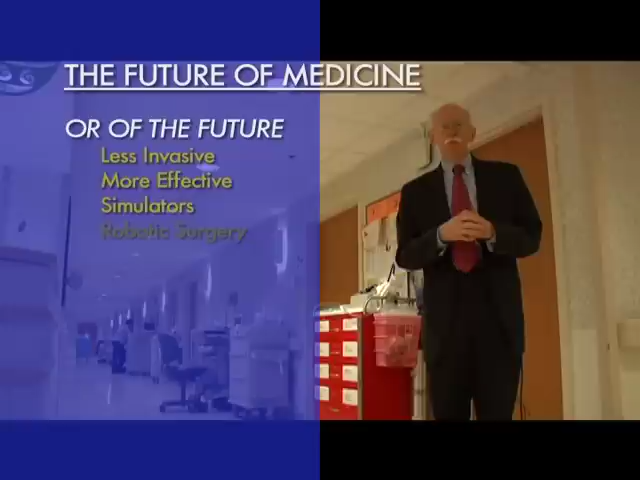 THE FUTURE OF MEDICINE
OR OF THE FUTURE
Less Invasive
More Effective
Simulators
Robotic Surgery